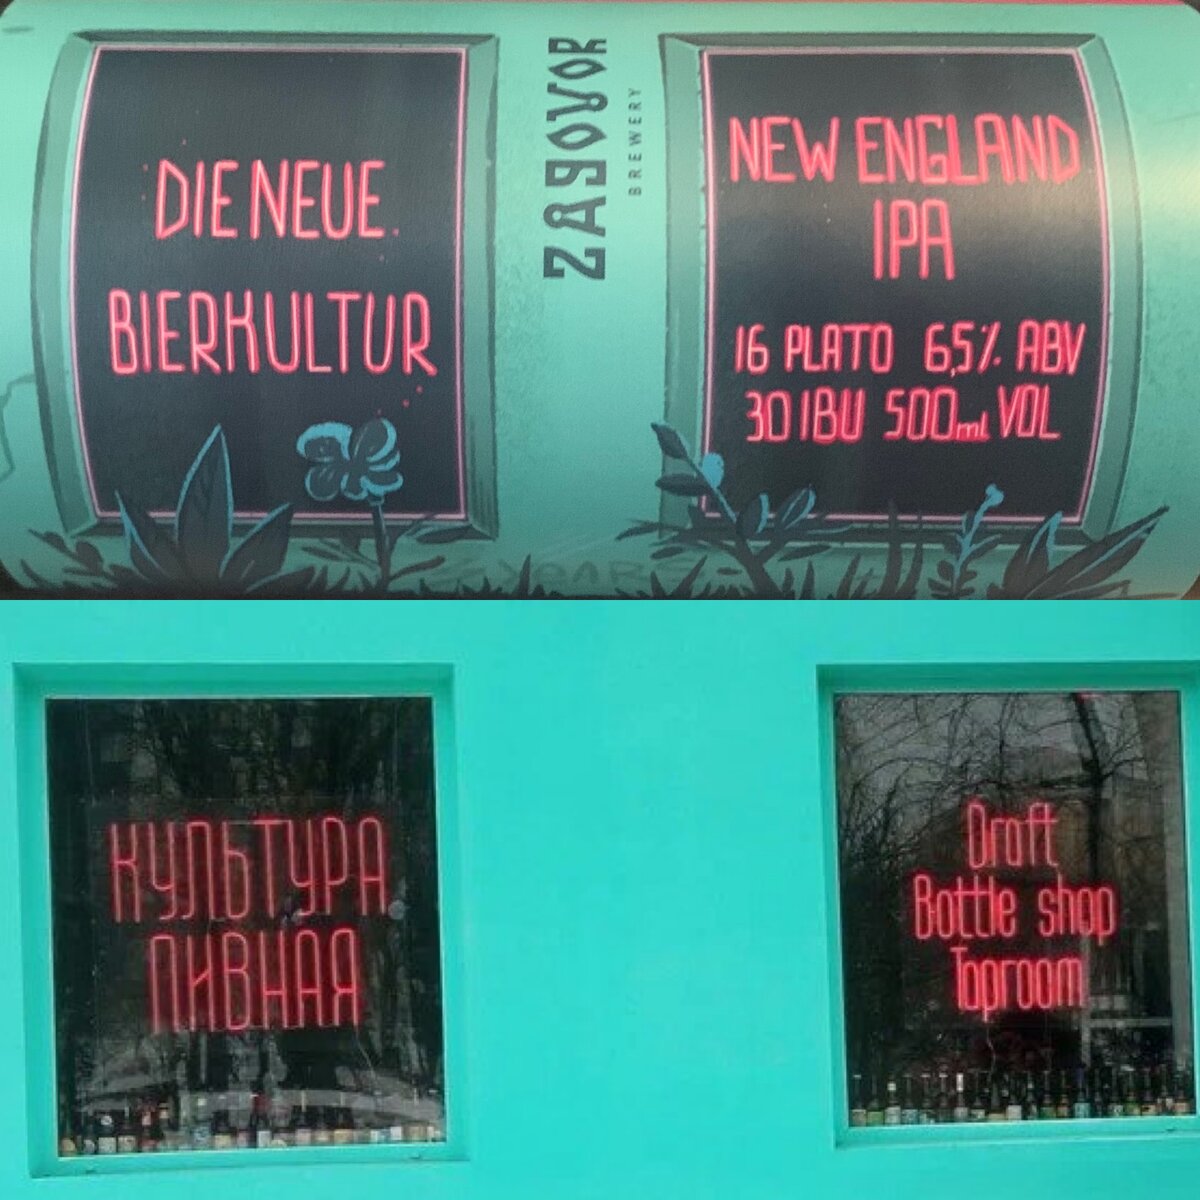 DIE NEUE
BIERKULTUR
ZAGOVOR
BREWERY
NEW ENGLAND
IPA
16 PLATO 6,5% ABV
30 IBU 500ml VOL
КУЛЬТУРА
ПИВНАЯ
Draft
Bottle shop
Taproom